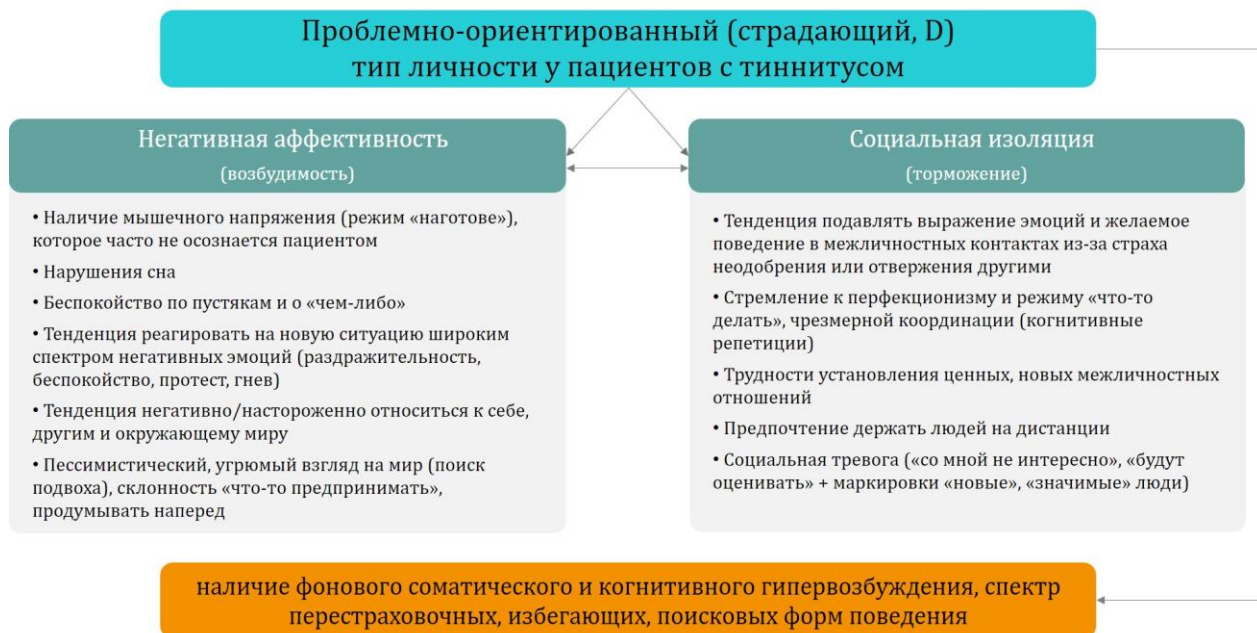 Проблемно-ориентированный (страдающий, D)
тип личности у пациентов с тиннитусом
Негативная аффективность
(возбудимость)
• Наличие мышечного напряжения (режим «наготове»),
которое часто не осознается пациентом
• Нарушения сна
• Беспокойство по пустякам и о «чем-либо»
• Тенденция реагировать на новую ситуацию широким
спектром негативных эмоций (раздражительность,
беспокойство, протест, гнев)
• Тенденция негативно/настороженно относиться к себе,
другим и окружающему миру
• Пессимистический, угрюмый взгляд на мир (поиск
подвоха), склонность «что-то предпринимать»,
продумывать наперед
Социальная изоляция
(торможение)
• Тенденция подавлять выражение эмоций и желаемое
поведение в межличностных контактах из-за страха
неодобрения или отвержения другими
• Стремление к перфекционизму и режиму «что-то
делать», чрезмерной координации (когнитивные
репетиции)
• Трудности установления ценных, новых межличностных
отношений
• Предпочтение держать людей на дистанции
• Социальная тревога («со мной не интересно», «будут
оценивать» + маркировки «новые», «значимые» люди)
наличие фонового соматического и когнитивного гипервозбуждения, спектр
перестраховочных, избегающих, поисковых форм поведения